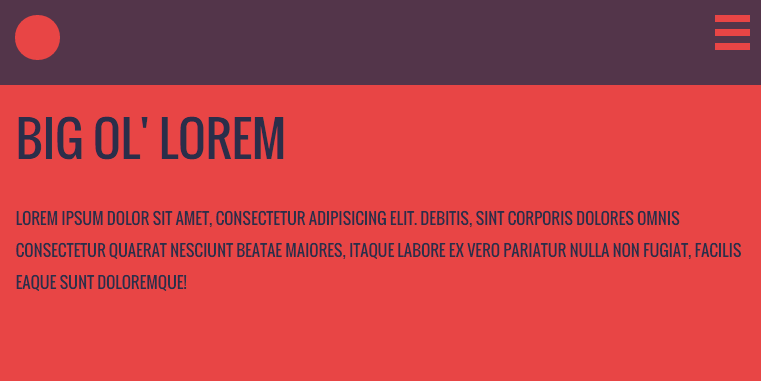 BIG OL' LOREM
LOREM IPSUM DOLOR SIT AMET, CONSECTETUR ADIPISICING ELIT. DEBITIS, SINT CORPORIS DOLORES OMNIS
CONSECTETUR QUAERAT NESCIUNT BEATAE MAIORES, ITAQUE LABORE EX VERO PARIATUR NULLA NON FUGIAT, FACILIS
EAQUE SUNT DOLOREMQUE!